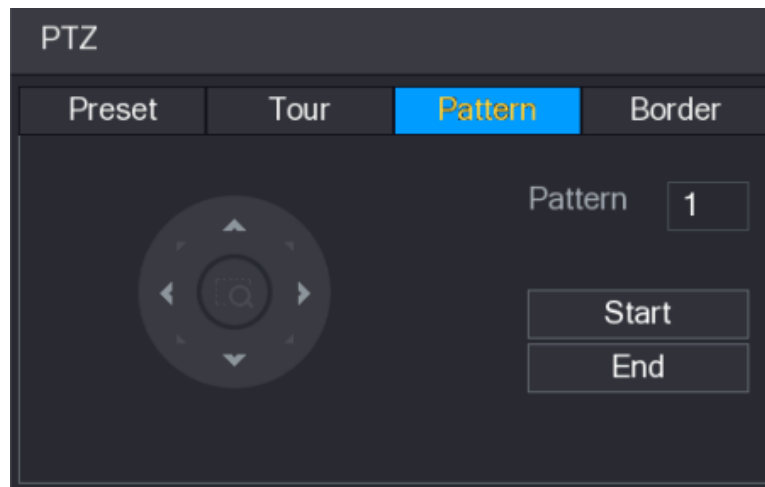 PTZ
Preset Tour Pattern Border
Pattern 1
Start
End